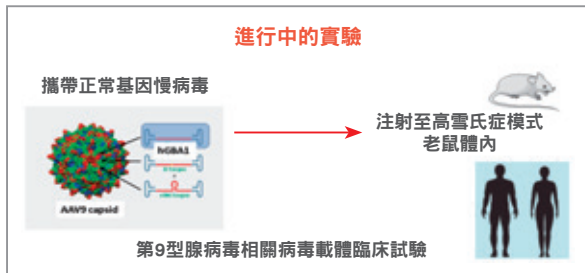 進行中的實驗
攜帶正常基因慢病毒
hGBA1
AAV9 capsid
注射至高雪氏症模式
老鼠體內
第9型腺病毒相關病毒載體臨床試驗